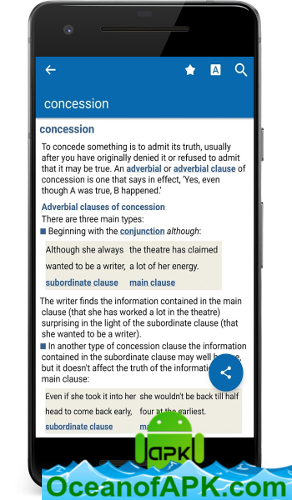 A
concession
concession
To concede something is to admit its truth, usually
after you have originally denied it or refused to admit
that it may be true. An adverbial or adverbial clause of
concession is one that says in effect, 'Yes, even
though A was true, B happened.'
Adverbial clauses of concession
There are three main types:
■ Beginning with the conjunction although:
Although she always the theatre has claimed
wanted to be a writer, a lot of her energy.
subordinate clause main clause
The writer finds the information contained in the main
clause (that she has worked a lot in the theatre)
surprising in the light of the subordinate clause (that
she wanted to be a writer).
■ In another type of concession clause the information
contained in the subordinate clause may well
but it doesn't affect the truth of the
main clause:
Even if she took it into her she wouldn't be back till half
head to come back early, four at the earliest.
subordinate clause
APK
OceanofAPK.com